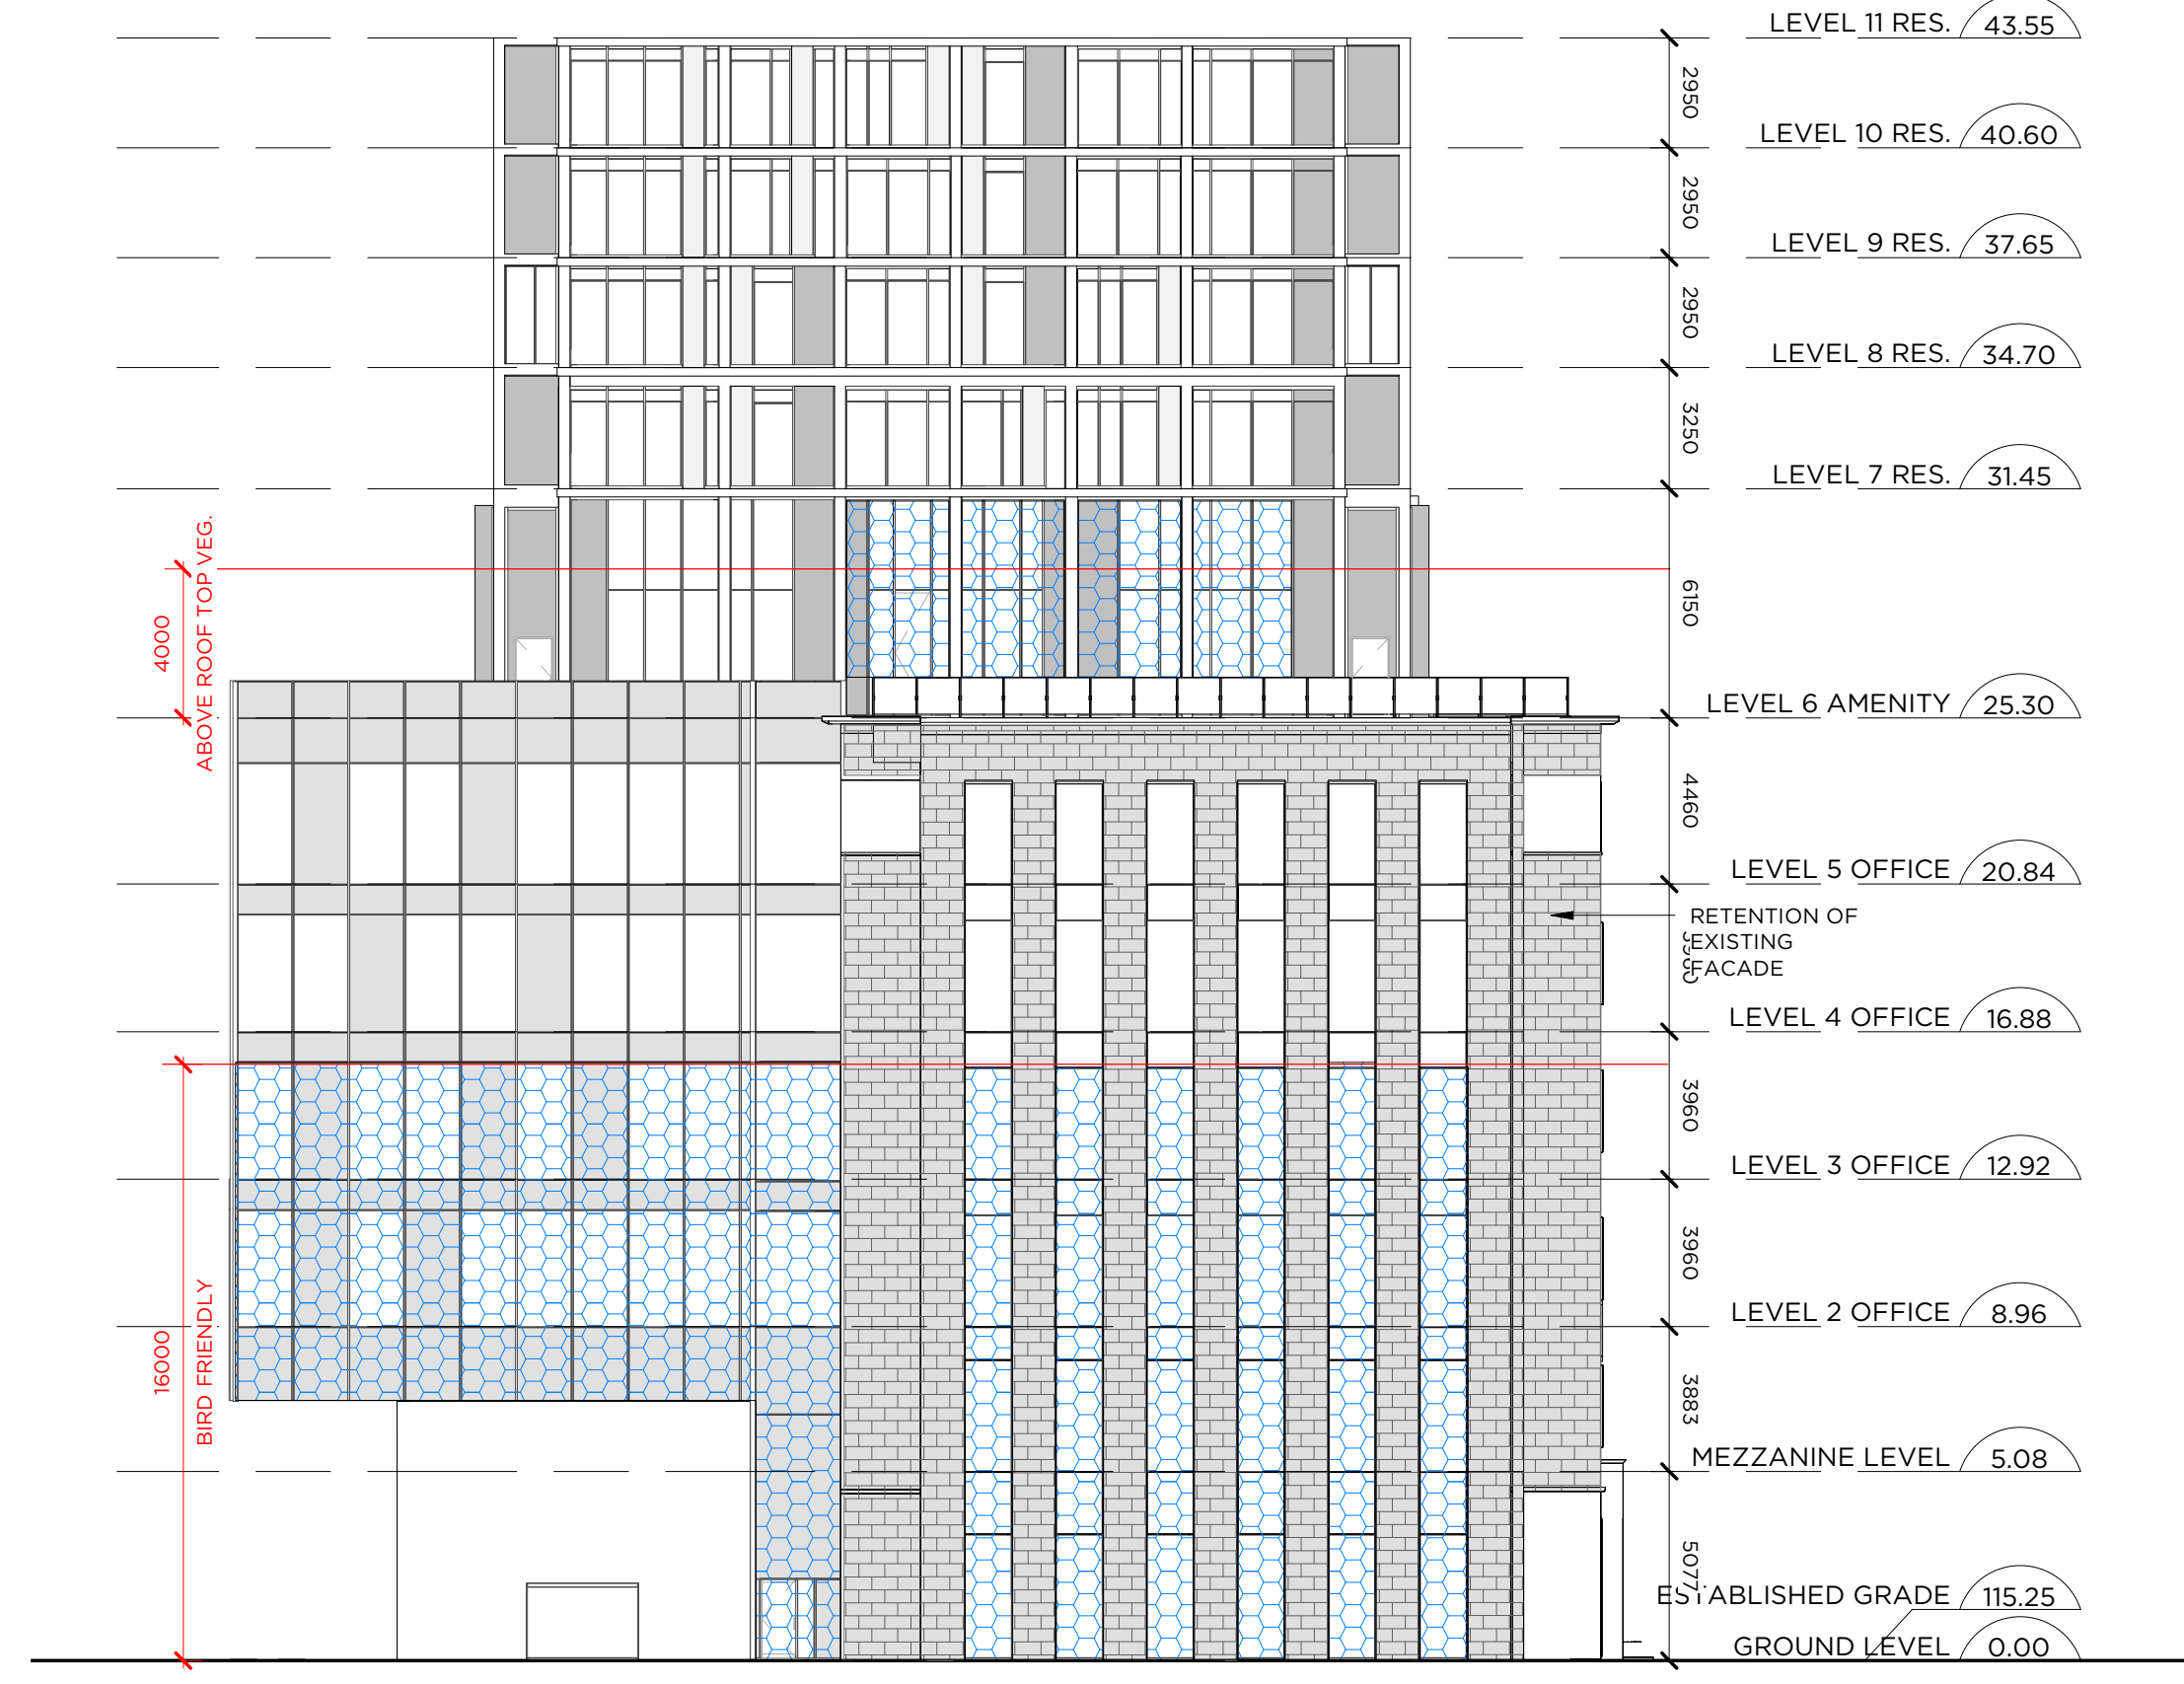 LEVEL 11 RES. 43.55
2950
LEVEL 10 RES. 40.60
2950
LEVEL 9 RES. 37.65
2950
LEVEL 8 RES. 34.70
3250
LEVEL 7 RES. 31.45
4000
ABOVE ROOF TOP VEG.
6150
LEVEL 6 AMENITY 25.30
4460
LEVEL 5 OFFICE 20.84
RETENTION OF
EXISTING
FACADE
LEVEL 4 OFFICE 16.88
3960
LEVEL 3 OFFICE 12.92
3960
LEVEL 2 OFFICE 8.96
16000
BIRD FRIENDLY
3883
MEZZANINE LEVEL 5.08
5077
ESTABLISHED GRADE 115.25
GROUND LEVEL 0.00